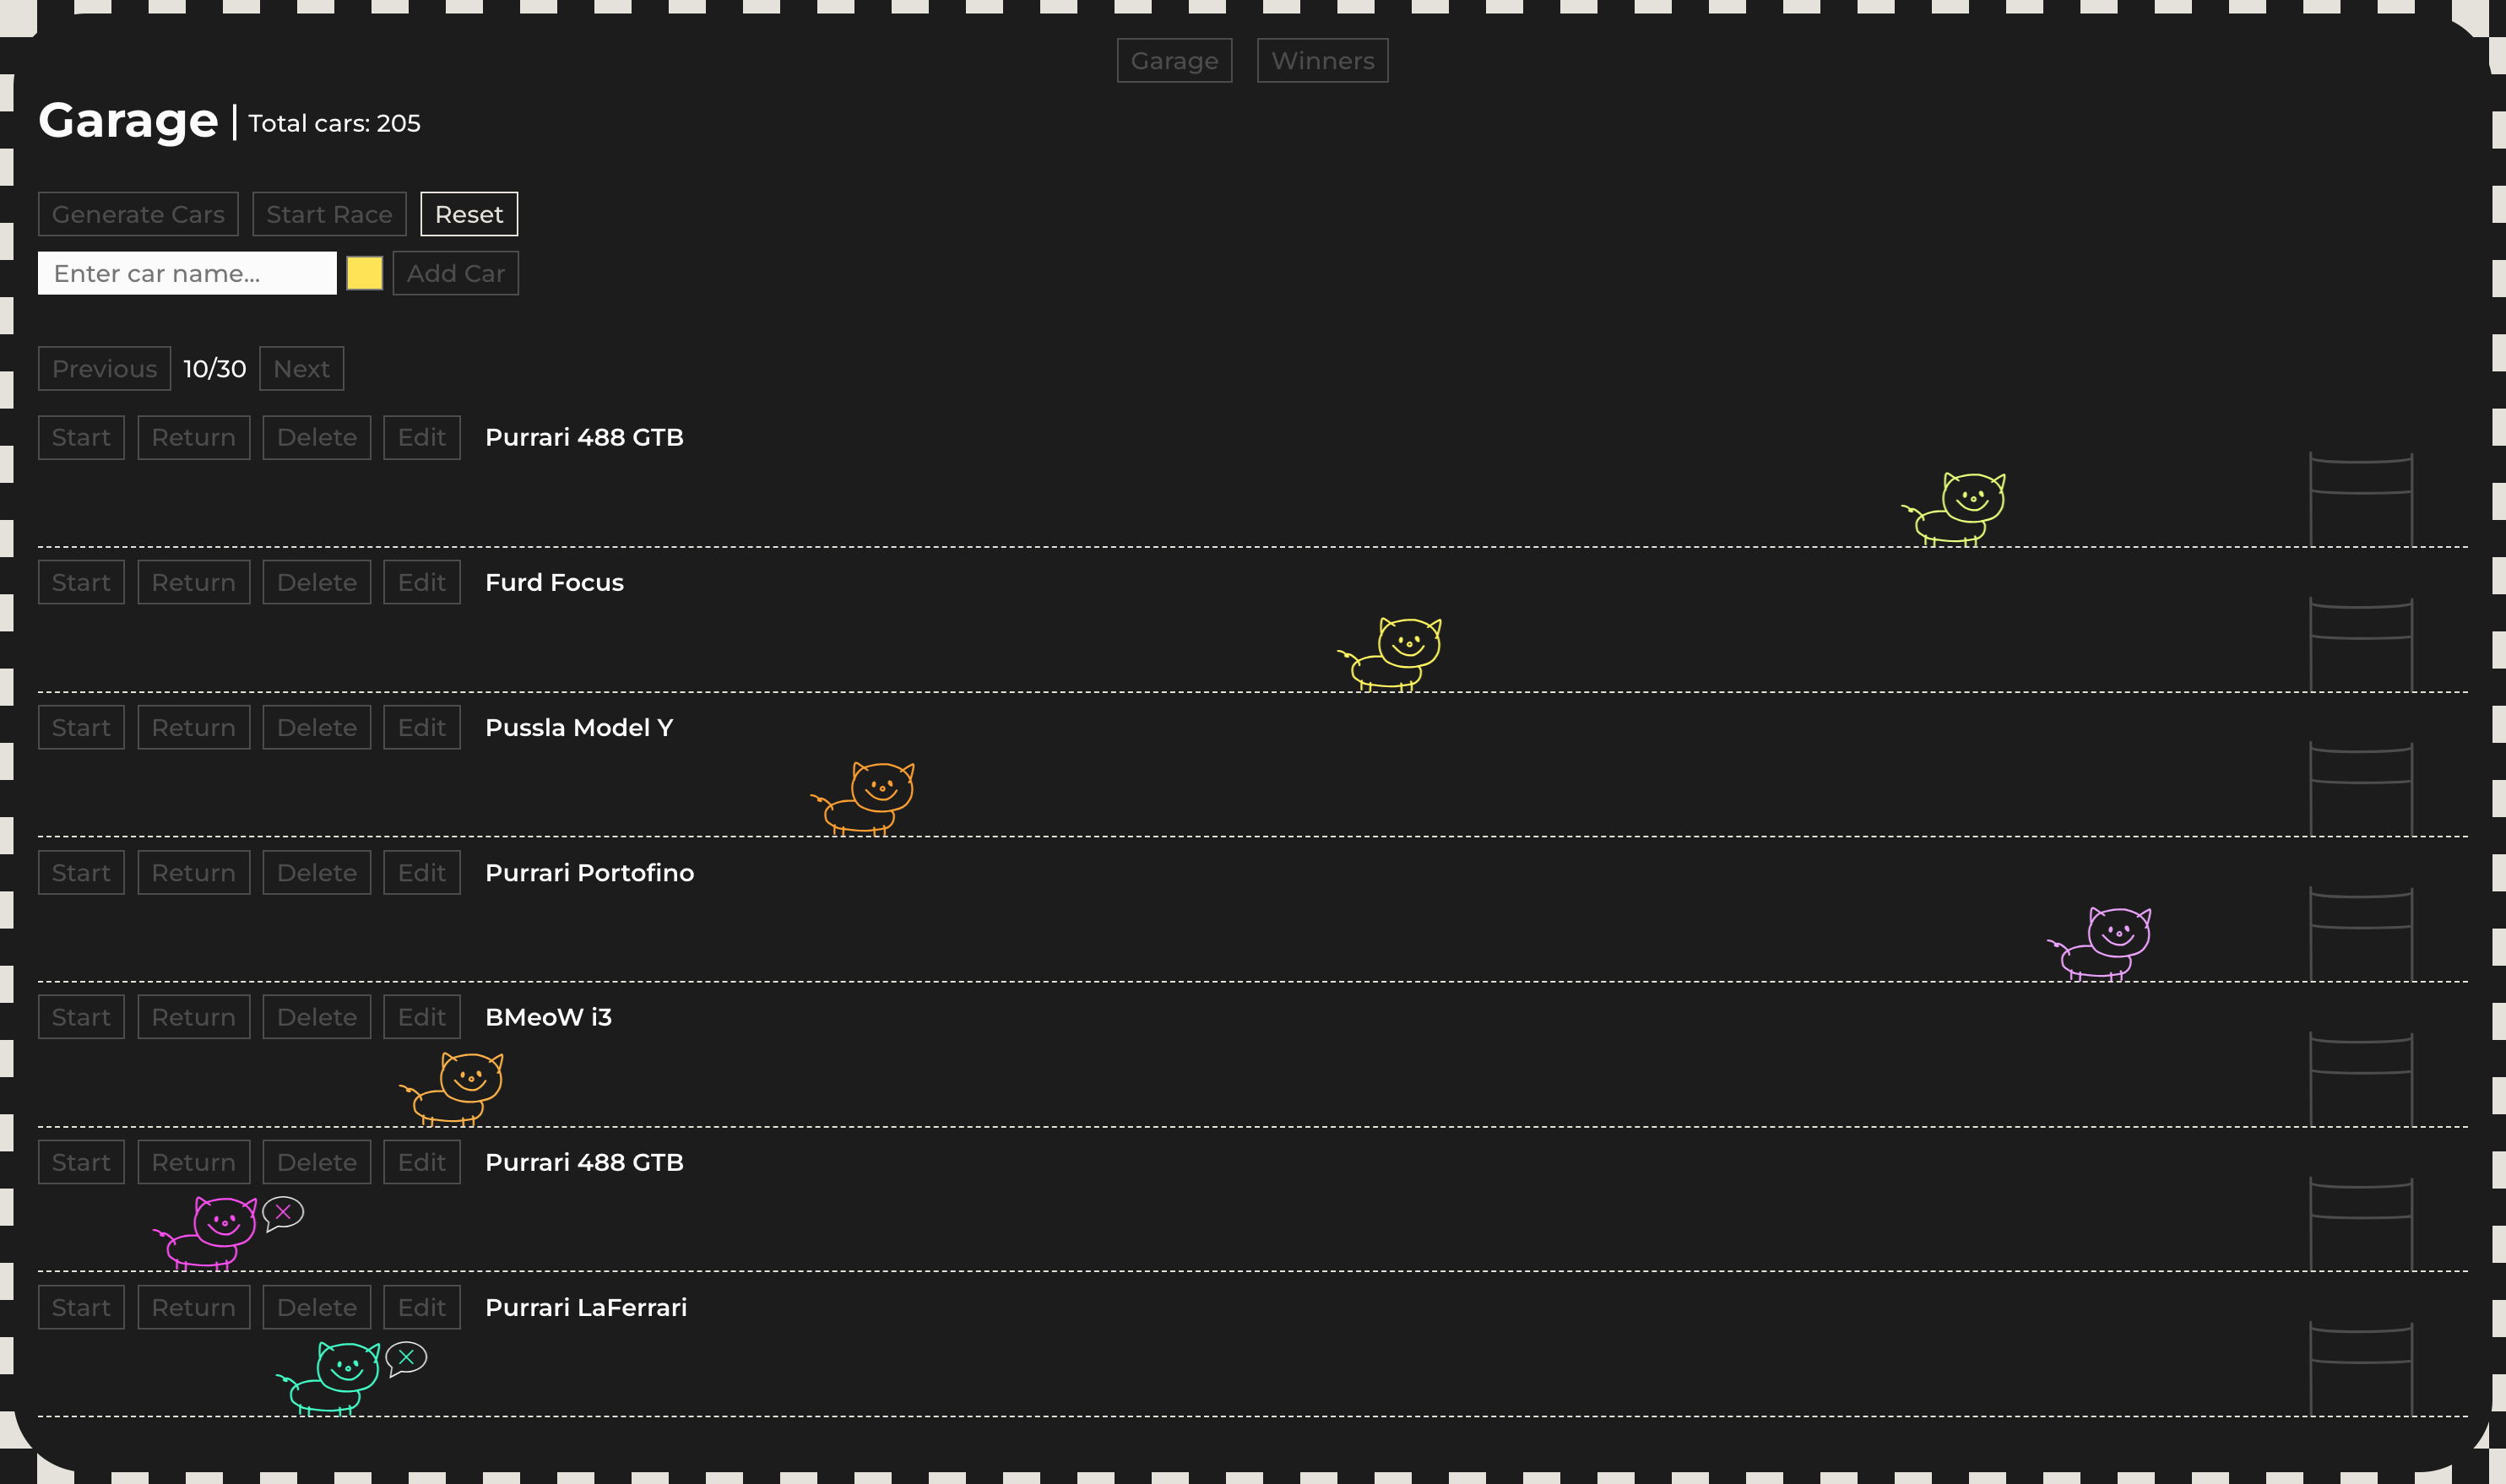 Garage Winners
Garage | Total cars: 205
Generate Cars Start Race Reset
Enter car name... Add Car
Previous 10/30 Next
Start Return Delete Edit Purrari 488 GTB
Start Return Delete Edit Furd Focus
Start Return Delete Edit Pussla Model Y
Start Return Delete Edit Purrari Portofino
Start Return Delete Edit BMeoW i3
Start Return Delete Edit Purrari 488 GTB
Start Return Delete Edit Purrari LaFerrari